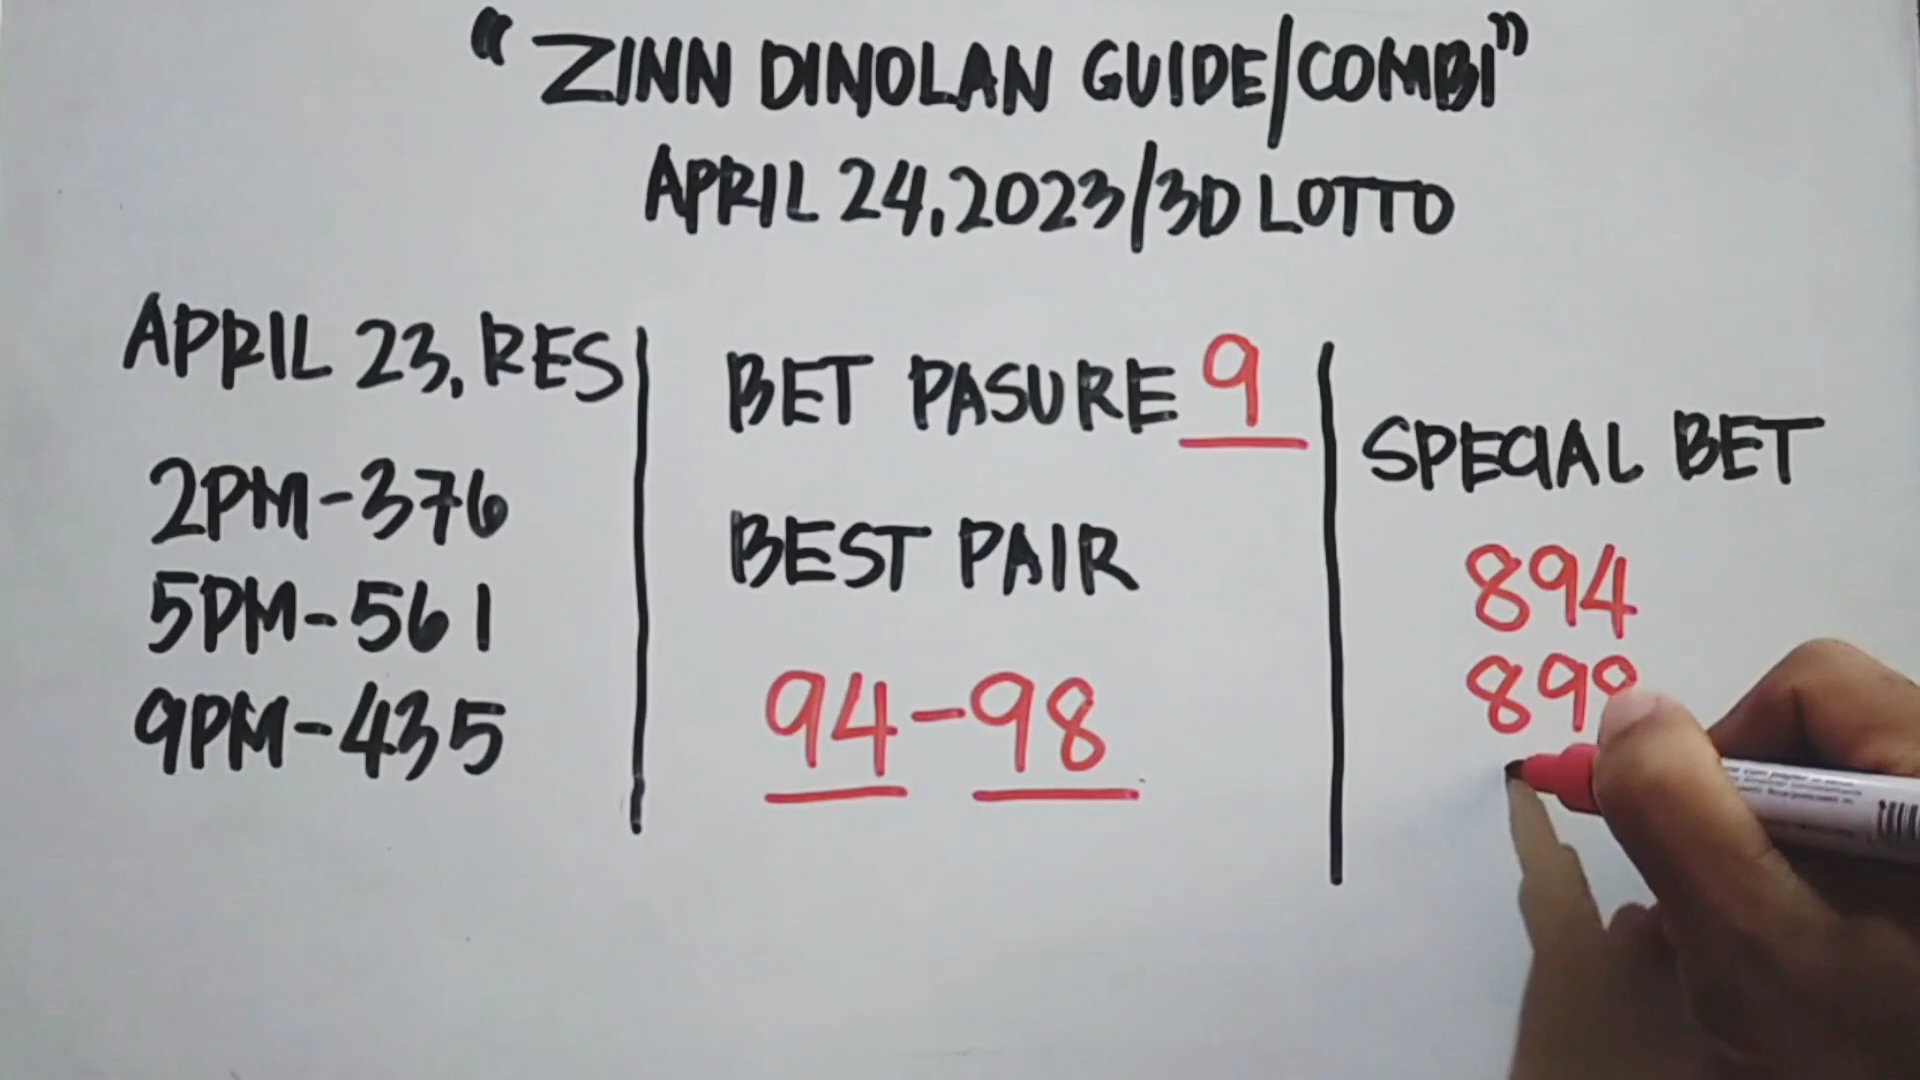 “ZINN DINOLAN GUIDE/COMBI”
APRIL 24, 2023/3D LOTTO
APRIL 23, RES
2PM-376
5PM-561
9PM-435
BET PASURE 9
BEST PAIR
94-98
SPECIAL BET
894